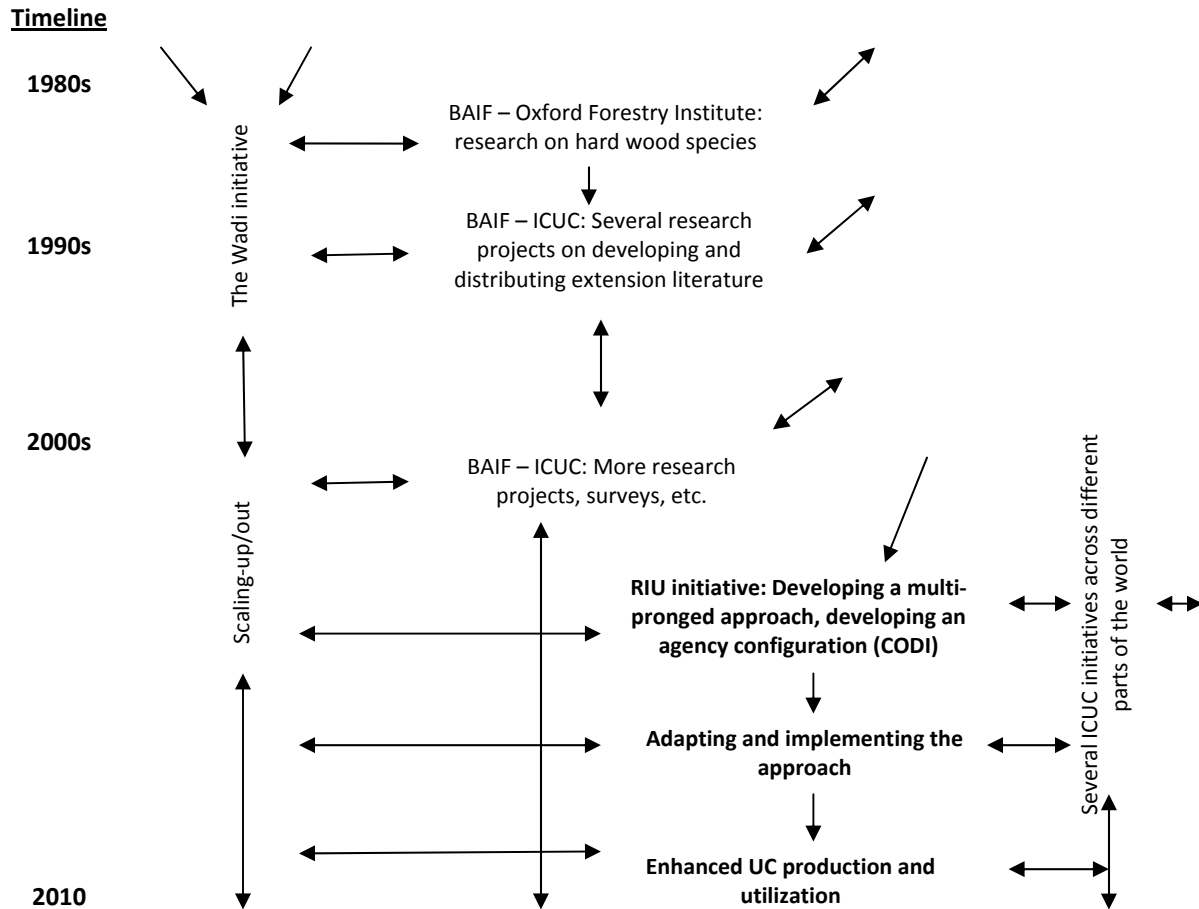 Timeline
1980s
BAIF – Oxford Forestry Institute:
research on hard wood species
The Wadi initiative
1990s
BAIF – ICUC: Several research
projects on developing and
distributing extension literature
2000s
BAIF – ICUC: More research
projects, surveys, etc.
Scaling-up/out
RIU initiative: Developing a multi-
pronged approach, developing an
agency configuration (CODI)
Several ICUC initiatives across different
parts of the world
Adapting and implementing the
approach
Enhanced UC production and
utilization
2010